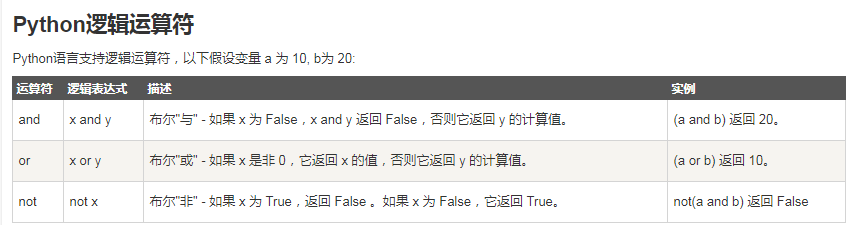 Python逻辑运算符
Python语言支持逻辑运算符，以下假设变量 a 为 10, b为 20:
运算符 逻辑表达式 描述 实例
and x and y 布尔"与" - 如果 x 为 False，x and y 返回 False，否则它返回 y 的计算值。 (a and b) 返回 20。
or x or y 布尔"或" - 如果 x 是非 0，它返回 x 的值，否则它返回 y 的计算值。 (a or b) 返回 10。
not not x 布尔"非" - 如果 x 为 True，返回 False 。如果 x 为 False，它返回 True。 not(a and b) 返回 False